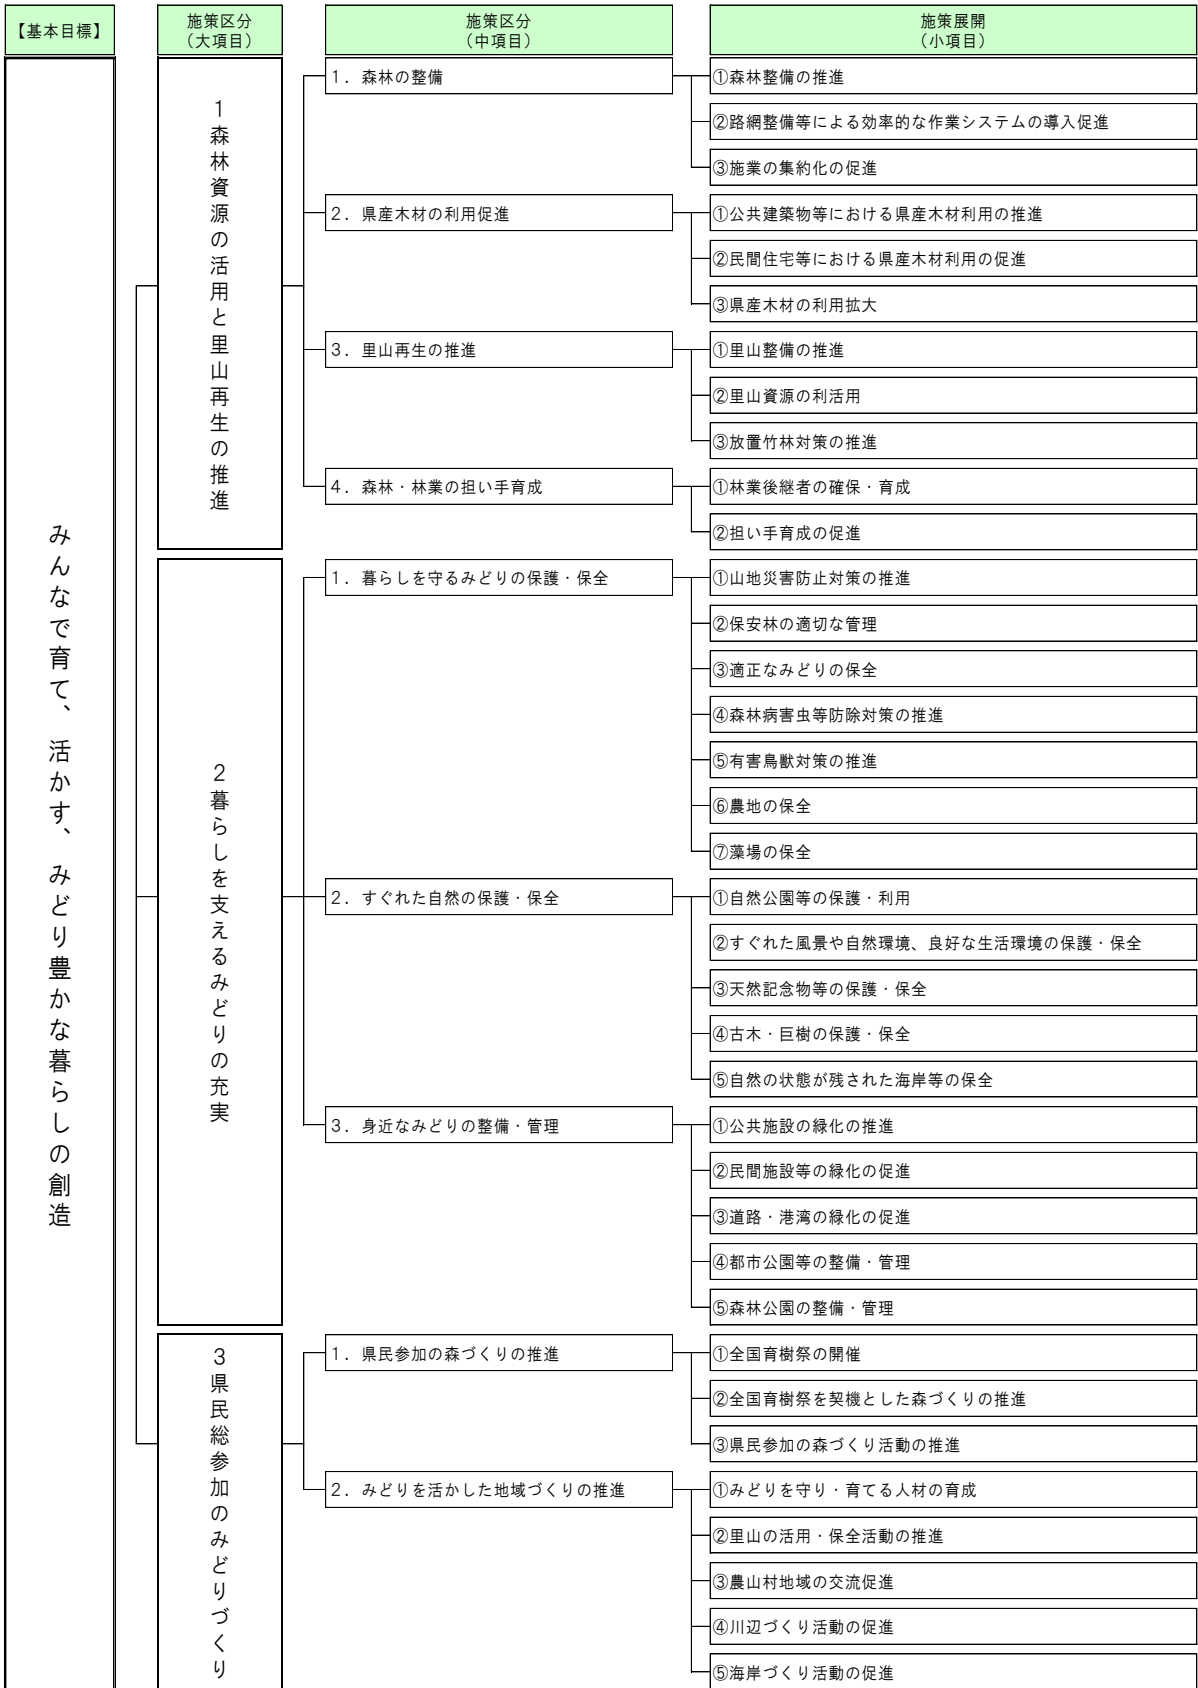 【基本目標】
施策区分
（大項目）
施策区分
（中項目）
施策展開
（小項目）
みんなで育て、活かす、みどり豊かな暮らしの創造
１森林資源の活用と里山再生の推進
１．森林の整備
①森林整備の推進
②路網整備等による効率的な作業システムの導入促進
③施業の集約化の促進
２．県産木材の利用促進
①公共建築物等における県産木材利用の推進
②民間住宅等における県産木材利用の促進
③県産木材の利用拡大
３．里山再生の推進
①里山整備の推進
②里山資源の利活用
③放置竹林対策の推進
４．森林・林業の担い手育成
①林業後継者の確保・育成
②担い手育成の促進
２暮らしを支えるみどりの充実
１．暮らしを守るみどりの保護・保全
①山地災害防止対策の推進
②保安林の適切な管理
③適正なみどりの保全
④森林病害虫等防除対策の推進
⑤有害鳥獣対策の推進
⑥農地の保全
⑦藻場の保全
２．すぐれた自然の保護・保全
①自然公園等の保護・利用
②すぐれた風景や自然環境、良好な生活環境の保護・保全
③天然記念物等の保護・保全
④古木・巨樹の保護・保全
⑤自然の状態が残された海岸等の保全
３．身近なみどりの整備・管理
①公共施設の緑化の推進
②民間施設等の緑化の促進
③道路・港湾の緑化の促進
④都市公園等の整備・管理
⑤森林公園の整備・管理
３県民総参加のみどりづくり
１．県民参加の森づくりの推進
①全国育樹祭の開催
②全国育樹祭を契機とした森づくりの推進
③県民参加の森づくり活動の推進
２．みどりを活かした地域づくりの推進
①みどりを守り・育てる人材の育成
②里山の活用・保全活動の推進
③農山村地域の交流促進
④川辺づくり活動の促進
⑤海岸づくり活動の促進